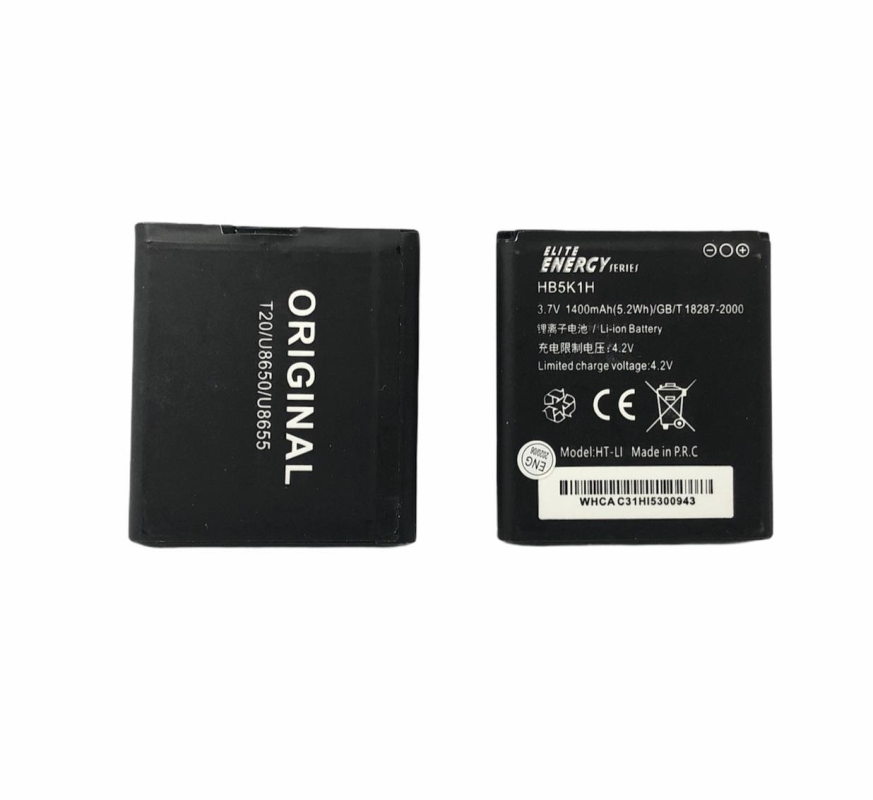 ORIGINAL
T20/U8650/U8655
ELITE
ENERGY SERIES
HB5K1H
3.7V 1400mAh(5.2Wh)/GB/T 18287-2000
锂离子电池 / Li-ion Battery
充电限制电压:4.2V
Limited charge voltage:4.2V
CE
Model:HT-LI Made in P.R.C
ENG
WHCA C31HI5300943